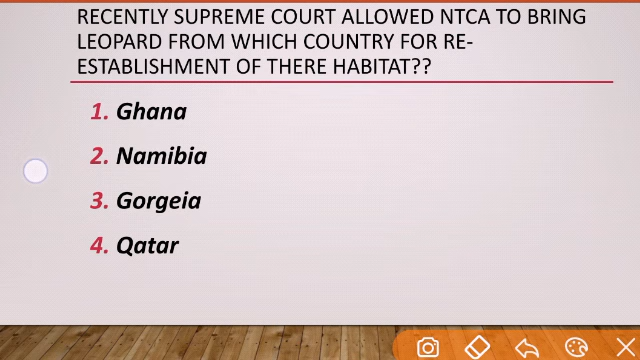 RECENTLY SUPREME COURT ALLOWED NTCA TO BRING
LEOPARD FROM WHICH COUNTRY FOR RE-
ESTABLISHMENT OF THERE HABITAT??
1. Ghana
2. Namibia
3. Gorgeia
4. Qatar